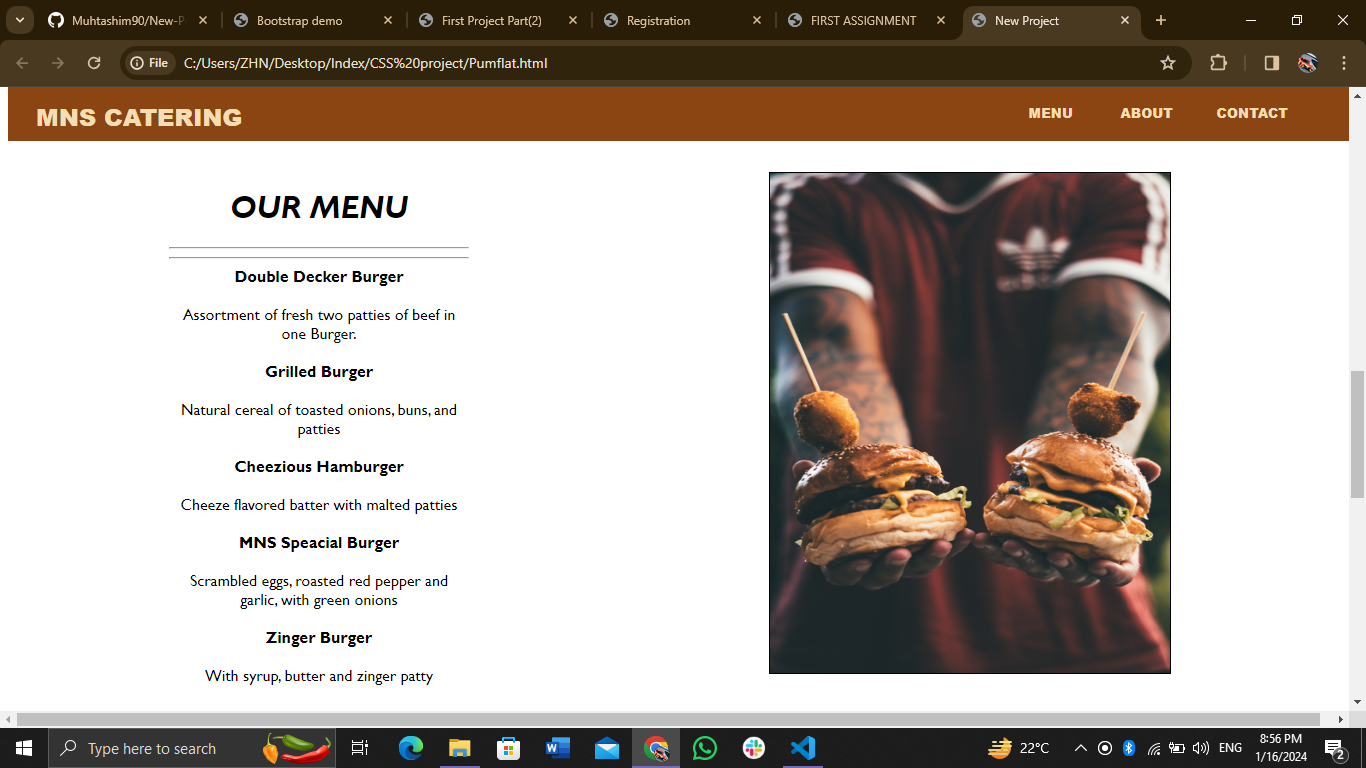 Muhtashim90/New-P
Bootstrap demo
First Project Part(2)
Registration
FIRST ASSIGNMENT
New Project
File C:/Users/ZHN/Desktop/Index/CSS%20project/Pumflat.html
MNS CATERING
MENU ABOUT CONTACT
OUR MENU
Double Decker Burger
Assortment of fresh two patties of beef in
one Burger.
Grilled Burger
Natural cereal of toasted onions, buns, and
patties
Cheezious Hamburger
Cheeze flavored batter with malted patties
MNS Speacial Burger
Scrambled eggs, roasted red pepper and
garlic, with green onions
Zinger Burger
With syrup, butter and zinger patty
adidas
Type here to search
22°C
ENG
8:56 PM
1/16/2024
2